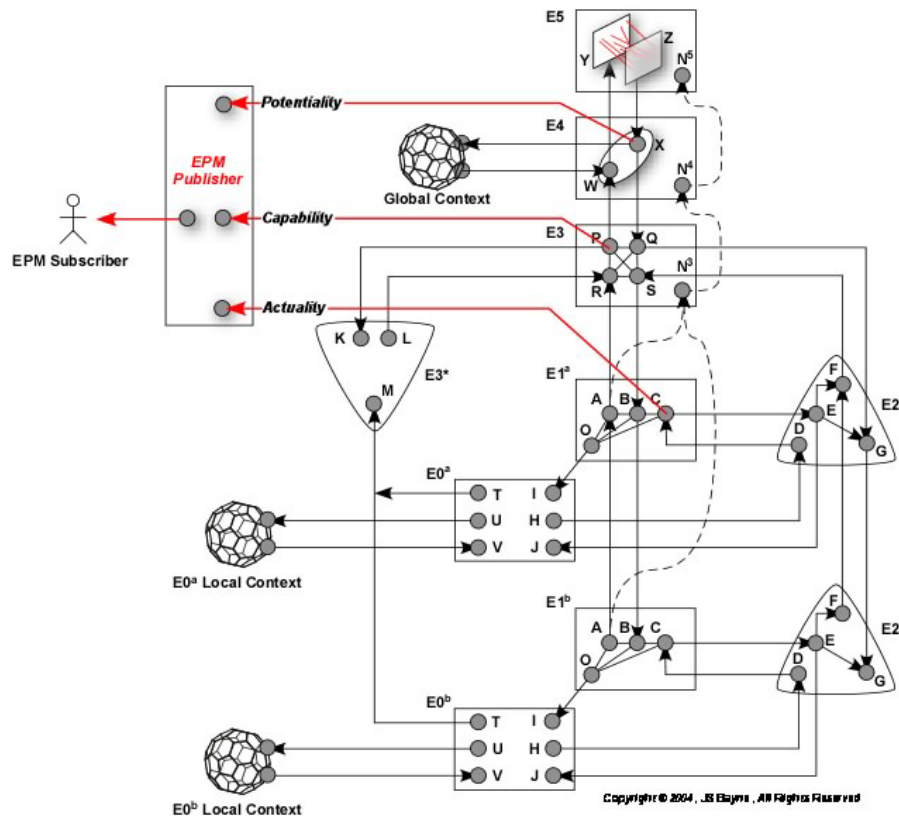 E5
Z
Y
N5
Potentiality
E4
X
EPM
Publisher
W
N4
Global Context
Capability
E3
P
Q
EPM Subscriber
N3
R
S
Actuality
K
L
E3*
M
E1a
A
B
C
O
F
E2
E
D
G
E0a
T
I
U
H
V
J
E0a Local Context
E1b
A
B
C
O
F
E2
E
D
G
E0b
T
I
U
H
V
J
E0b Local Context
Copyright © 2004, JS Bayne, All Rights Reserved